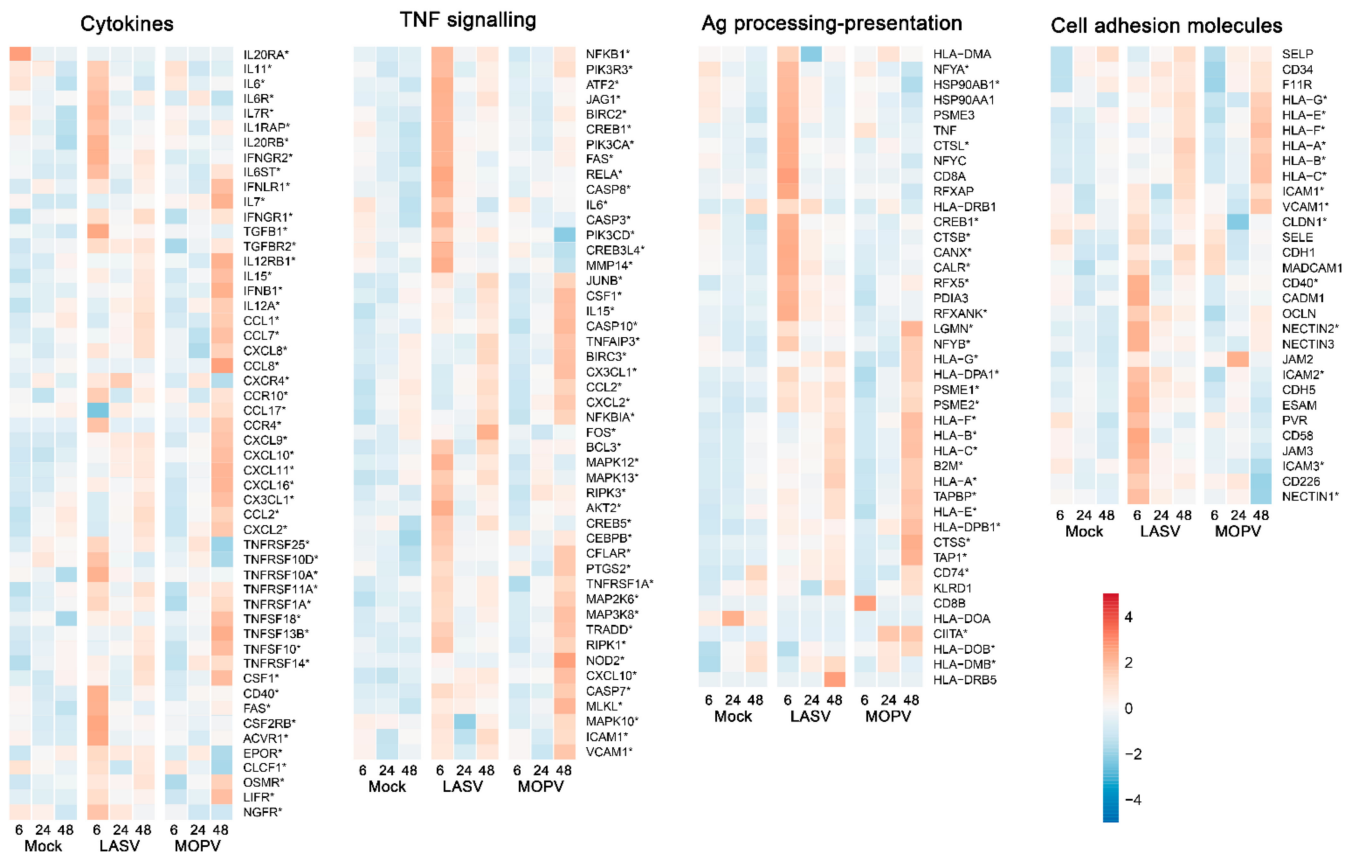 Cytokines
IL20RA*
IL11*
IL6*
IL6R*
IL7R*
IL1RAP*
IL20RB*
IFNGR2*
IL6ST*
IFNLR1*
IL7*
IFNGR1*
TGFB1*
TGFBR2*
IL12RB1*
IL15*
IFNB1*
IL12A*
CCL1*
CCL7*
CXCL8*
CCL8*
CXCR4*
CCR10*
CCL17*
CCR4*
CXCL9*
CXCL10*
CXCL11*
CXCL16*
CX3CL1*
CCL2*
CXCL2*
TNFRSF25*
TNFRSF10D*
TNFRSF10A*
TNFRSF11A*
TNFRSF1A*
TNFSF18*
TNFSF13B*
TNFSF10*
TNFRSF14*
CSF1*
CD40*
FAS*
CSF2RB*
ACVR1*
EPOR*
CLCF1*
OSMR*
LIFR*
NGFR*
6 24 48 6 24 48 6 24 48
Mock LASV MOPV
TNF signalling
NFKB1*
PIK3R3*
ATF2*
JAG1*
BIRC2*
CREB1*
PIK3CA*
FAS*
RELA*
CASP8*
IL6*
CASP3*
PIK3CD*
CREB3L4*
MMP14*
JUNB*
CSF1*
IL15*
CASP10*
TNFAIP3*
BIRC3*
CX3CL1*
CCL2*
CXCL2*
NFKBIA*
FOS*
BCL3*
MAPK12*
MAPK13*
RIPK3*
AKT2*
CREB5*
CEBPB*
CFLAR*
PTGS2*
TNFRSF1A*
MAP2K6*
MAP3K8*
TRADD*
RIPK1*
NOD2*
CXCL10*
CASP7*
MLKL*
MAPK10*
ICAM1*
VCAM1*
6 24 48 6 24 48 6 24 48
Mock LASV MOPV
Ag processing-presentation
HLA-DMA
NFYA*
HSP90AB1*
HSP90AA1
PSME3
TNF
CTSL*
NFYC
CD8A
RFXAP
HLA-DRB1
CREB1*
CTSB*
CANX*
CALR*
RFX5*
PDIA3
RFXANK*
LGMN*
NFYB*
HLA-G*
HLA-DPA1*
PSME1*
PSME2*
HLA-F*
HLA-B*
HLA-C*
B2M*
HLA-A*
TAPBP*
HLA-E*
HLA-DPB1*
CTSS*
TAP1*
CD74*
KLRD1
CD8B
HLA-DOA
CIITA*
HLA-DOB*
HLA-DMB*
HLA-DRB5
6 24 48 6 24 48 6 24 48
Mock LASV MOPV
Cell adhesion molecules
SELP
CD34
F11R
HLA-G*
HLA-E*
HLA-F*
HLA-A*
HLA-B*
HLA-C*
ICAM1*
VCAM1*
CLDN1*
SELE
CDH1
MADCAM1
CD40*
CADM1
OCLN
NECTIN2*
NECTIN3
JAM2
ICAM2*
CDH5
ESAM
PVR
CD58
JAM3
ICAM3*
CD226
NECTIN1*
6 24 48 6 24 48 6 24 48
Mock LASV MOPV
4
2
0
−2
−4